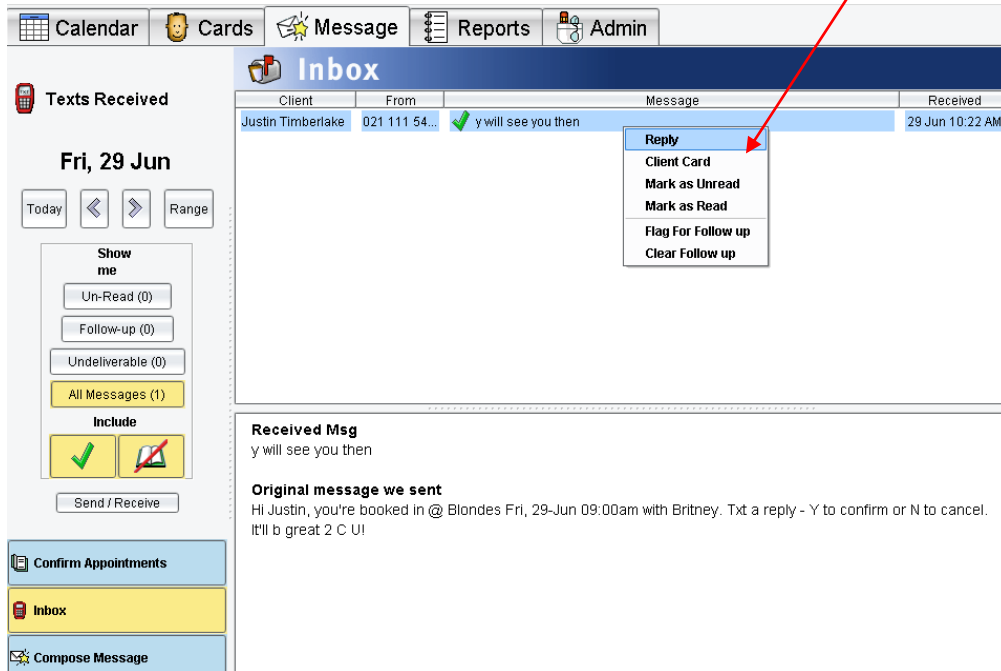 Calendar Cards Message Reports Admin
Inbox
Texts Received
Client From Message Received
Justin Timberlake 021 111 54... y will see you then 29 Jun 10:22 AM
Reply
Client Card
Mark as Unread
Mark as Read
Flag For Follow up
Clear Follow up
Fri, 29 Jun
Today Range
Show
me
Un-Read (0)
Follow-up (0)
Undeliverable (0)
All Messages (1)
Include
Send / Receive
Confirm Appointments
Inbox
Compose Message
Received Msg
y will see you then
Original message we sent
Hi Justin, you're booked in @ Blondes Fri, 29-Jun 09:00am with Britney. Txt a reply - Y to confirm or N to cancel.
It'll b great 2 C U!